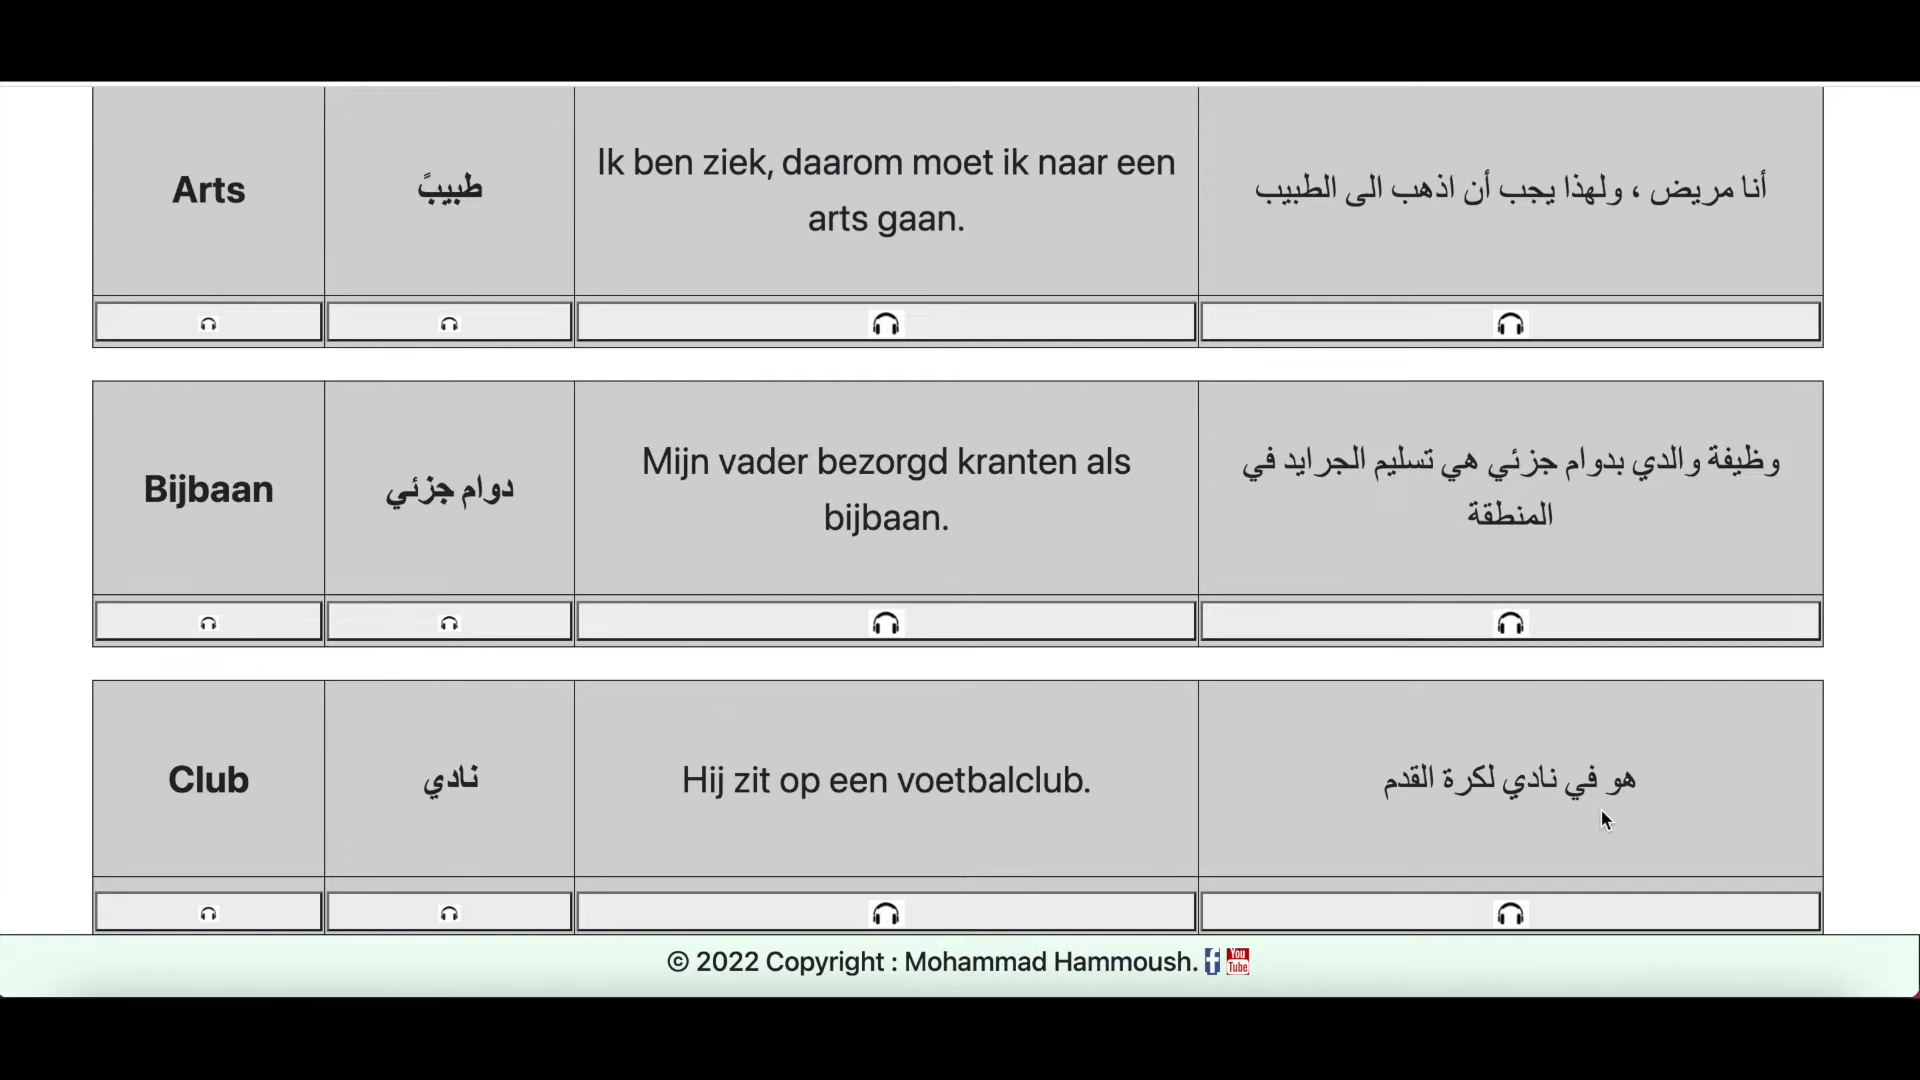 Arts
طبيبً
Ik ben ziek, daarom moet ik naar een
arts gaan.
أنا مريض ، ولهذا يجب أن اذهب الى الطبيب
Bijbaan
دوام جزئي
Mijn vader bezorgd kranten als
bijbaan.
وظيفة والدي بدوام جزئي هي تسليم الجرايد في
المنطقة
Club
نادي
Hij zit op een voetbalclub.
هو في نادي لكرة القدم
© 2022 Copyright : Mohammad Hammoush. f You Tube